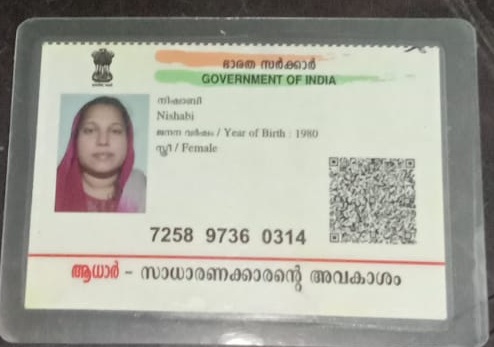 ഭാരത സർക്കാർ
GOVERNMENT OF INDIA
നിഷാബി
Nishabi
ജനന വർഷം / Year of Birth : 1980
സ്ത്രീ / Female
7258 9736 0314
ആധാർ - സാധാരണക്കാരന്റെ അവകാശം